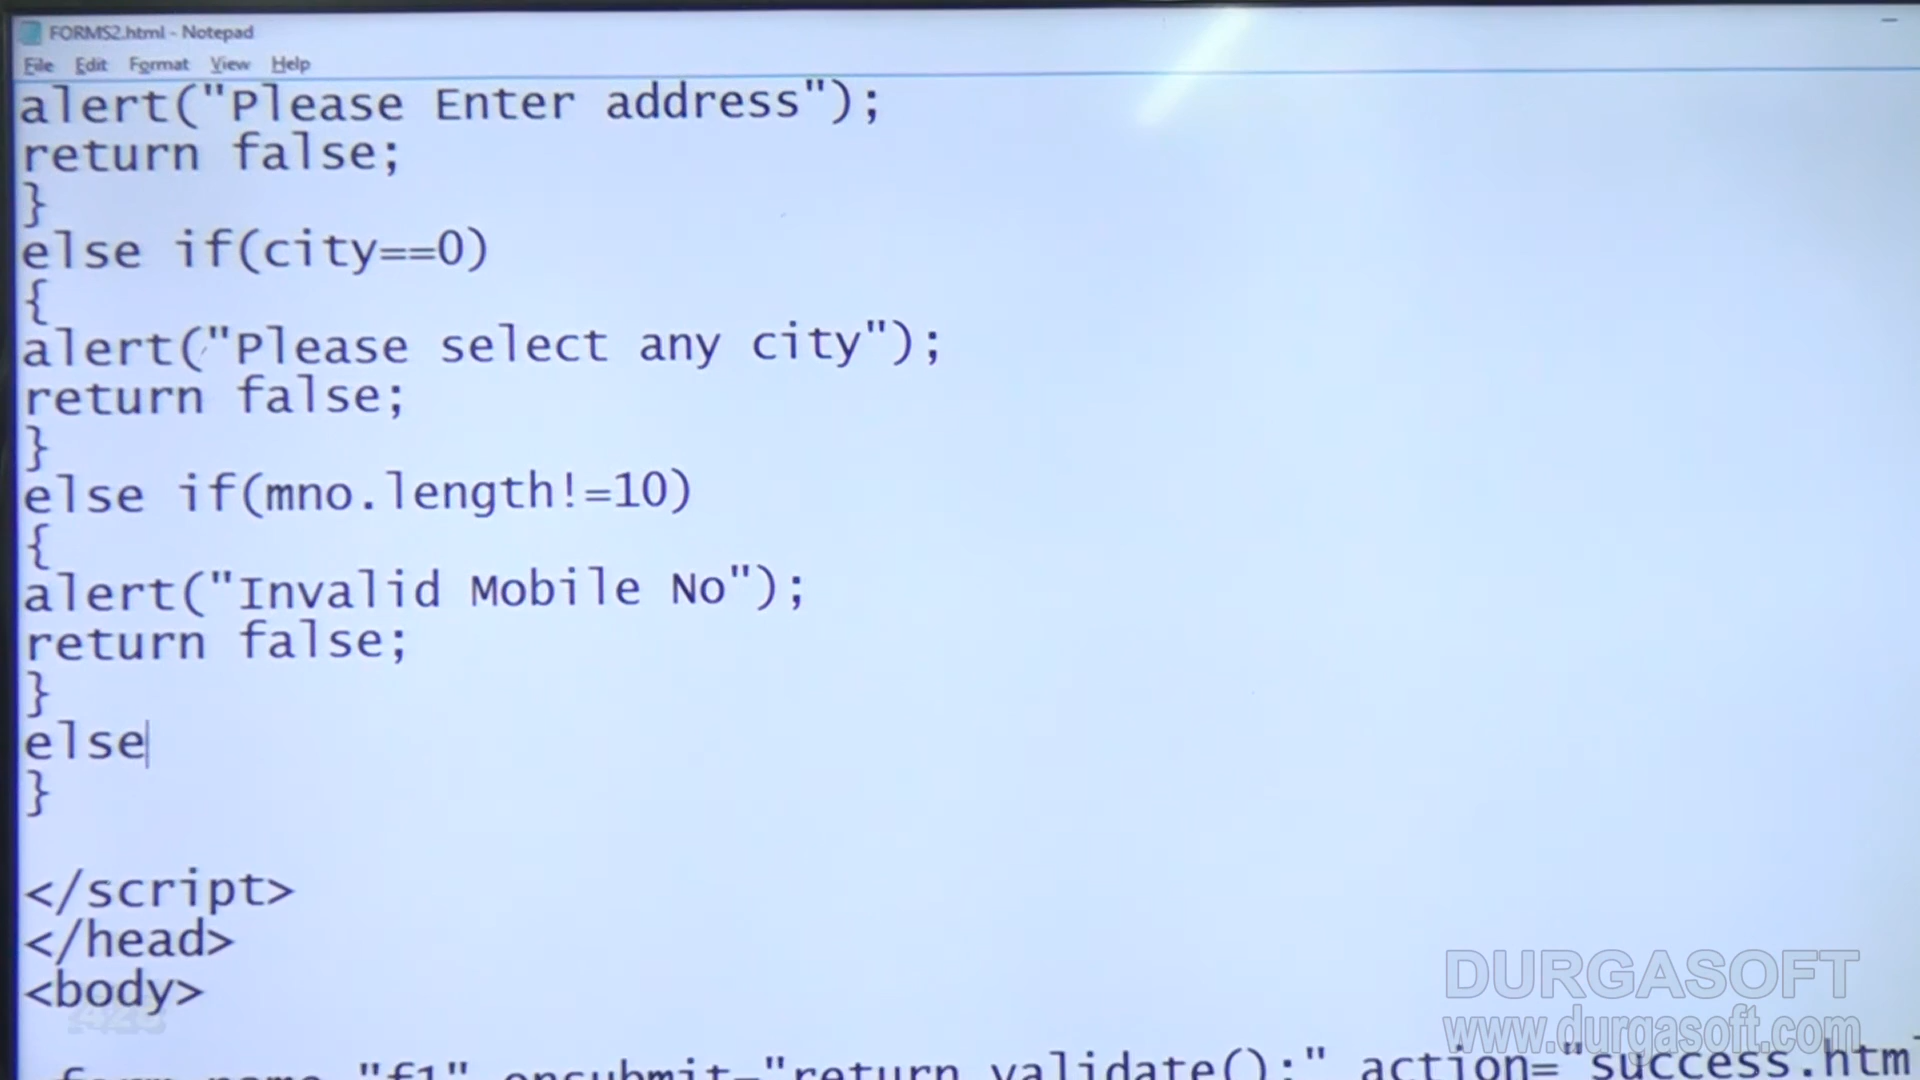 FORMS2.html - Notepad
File Edit Format View Help
alert("Please Enter address");
return false;
}
else if(city==0)
{
alert("Please select any city");
return false;
}
else if(mno.length!=10)
{
alert("Invalid Mobile No");
return false;
}
else
}
</script>
</head>
<body>
form name "f1" onsubmit="return validate();" action="success.htm
DURGASOFT
www.durgasoft.com